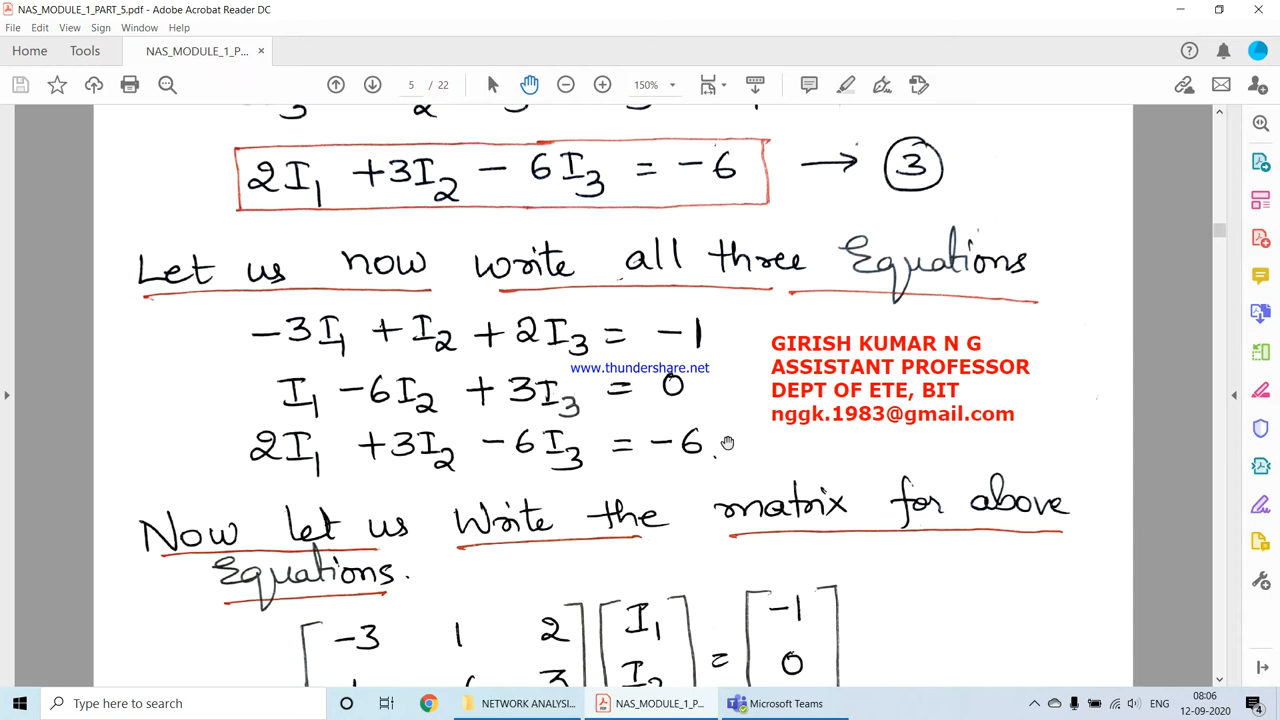 NAS_MODULE_1_PART_5.pdf - Adobe Acrobat Reader DC
File Edit View Sign Window Help
Home Tools NAS_MODULE_1_P... ×
5 / 22 150%
3 2
2I₁ +3I₂ - 6I₃ = -6 → ③
Let us now write all three Equations
-3I₁ + I₂ + 2I₃ = -1
I₁ -6I₂ + 3I₃ = 0
2I₁ +3I₂ -6I₃ = -6.
GIRISH KUMAR N G
ASSISTANT PROFESSOR
DEPT OF ETE, BIT
nggk.1983@gmail.com
www.thundershare.net
Now let us Write the matrix for above
Equations.
-3 1 2 I₁ = -1
3 I₂ 0
Type here to search
NETWORK ANALYSI...
NAS_MODULE_1_P...
Microsoft Teams
08:06
12-09-2020
4